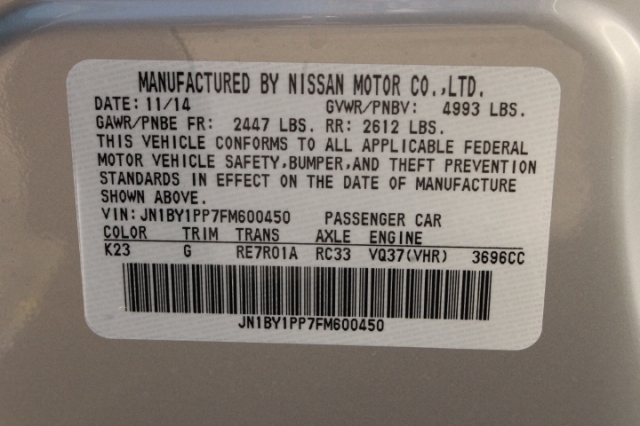 MANUFACTURED BY NISSAN MOTOR CO.,LTD.
DATE: 11/14 GVWR/PNBV: 4993 LBS.
GAWR/PNBE FR: 2447 LBS. RR: 2612 LBS.
THIS VEHICLE CONFORMS TO ALL APPLICABLE FEDERAL
MOTOR VEHICLE SAFETY,BUMPER,AND THEFT PREVENTION
STANDARDS IN EFFECT ON THE DATE OF MANUFACTURE
SHOWN ABOVE.
VIN: JN1BY1PP7FM600450 PASSENGER CAR
COLOR TRIM TRANS AXLE ENGINE
K23 G RE7R01A RC33 VQ37(VHR) 3696CC
JN1BY1PP7FM600450